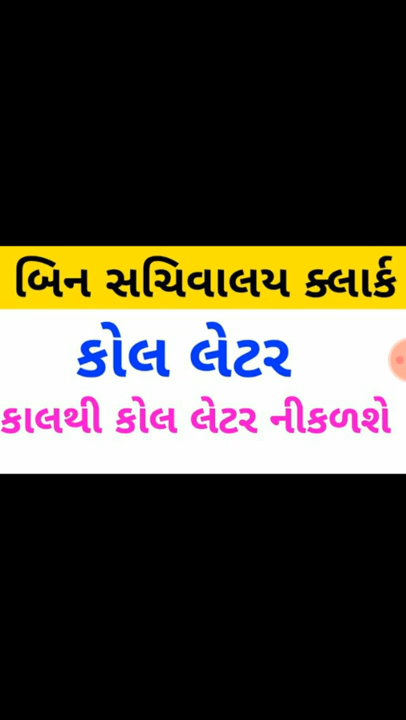 બિન સચિવાલય ક્લાર્ક
કોલ લેટર
કાલથી કોલ લેટર નીકળશે